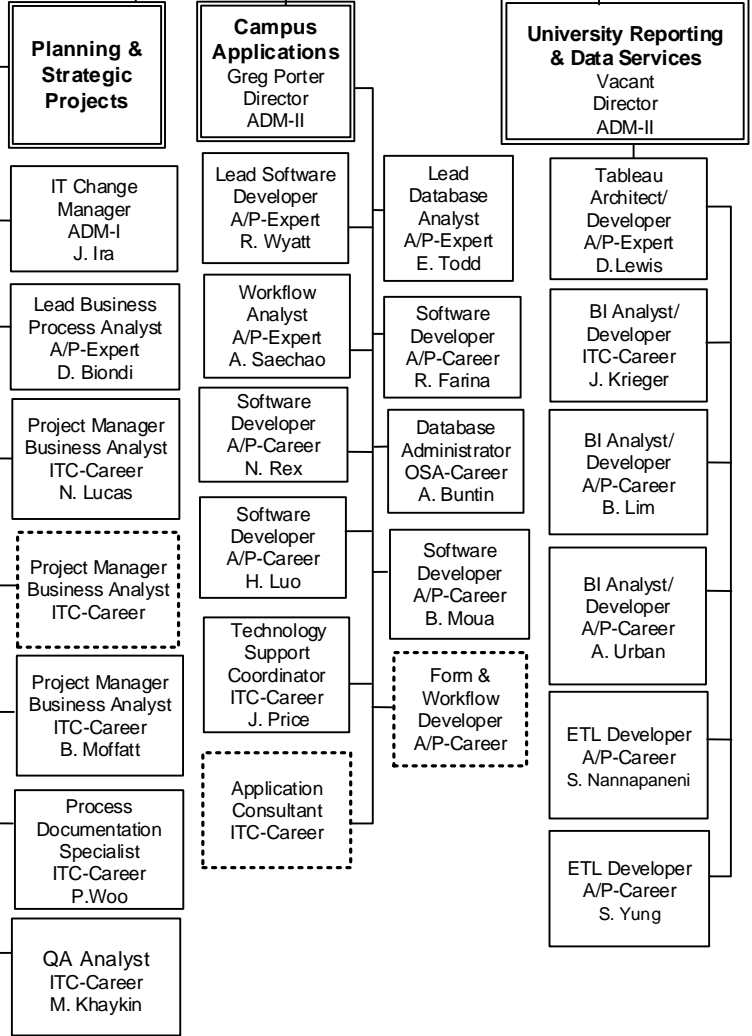 Planning &
Strategic
Projects
IT Change
Manager
ADM-I
J. Ira
Lead Business
Process Analyst
A/P-Expert
D. Biondi
Project Manager
Business Analyst
ITC-Career
N. Lucas
Project Manager
Business Analyst
ITC-Career
Project Manager
Business Analyst
ITC-Career
B. Moffatt
Process
Documentation
Specialist
ITC-Career
P.Woo
QA Analyst
ITC-Career
M. Khaykin
Campus
Applications
Greg Porter
Director
ADM-II
Lead Software
Developer
A/P-Expert
R. Wyatt
Workflow
Analyst
A/P-Expert
A. Saechao
Software
Developer
A/P-Career
N. Rex
Software
Developer
A/P-Career
H. Luo
Technology
Support
Coordinator
ITC-Career
J. Price
Application
Consultant
ITC-Career
Lead
Database
Analyst
A/P-Expert
E. Todd
Software
Developer
A/P-Career
R. Farina
Database
Administrator
OSA-Career
A. Buntin
Software
Developer
A/P-Career
B. Moua
Form &
Workflow
Developer
A/P-Career
University Reporting
& Data Services
Vacant
Director
ADM-II
Tableau
Architect/
Developer
A/P-Expert
D.Lewis
BI Analyst/
Developer
ITC-Career
J. Krieger
BI Analyst/
Developer
A/P-Career
B. Lim
BI Analyst/
Developer
A/P-Career
A. Urban
ETL Developer
A/P-Career
S. Nannapaneni
ETL Developer
A/P-Career
S. Yung